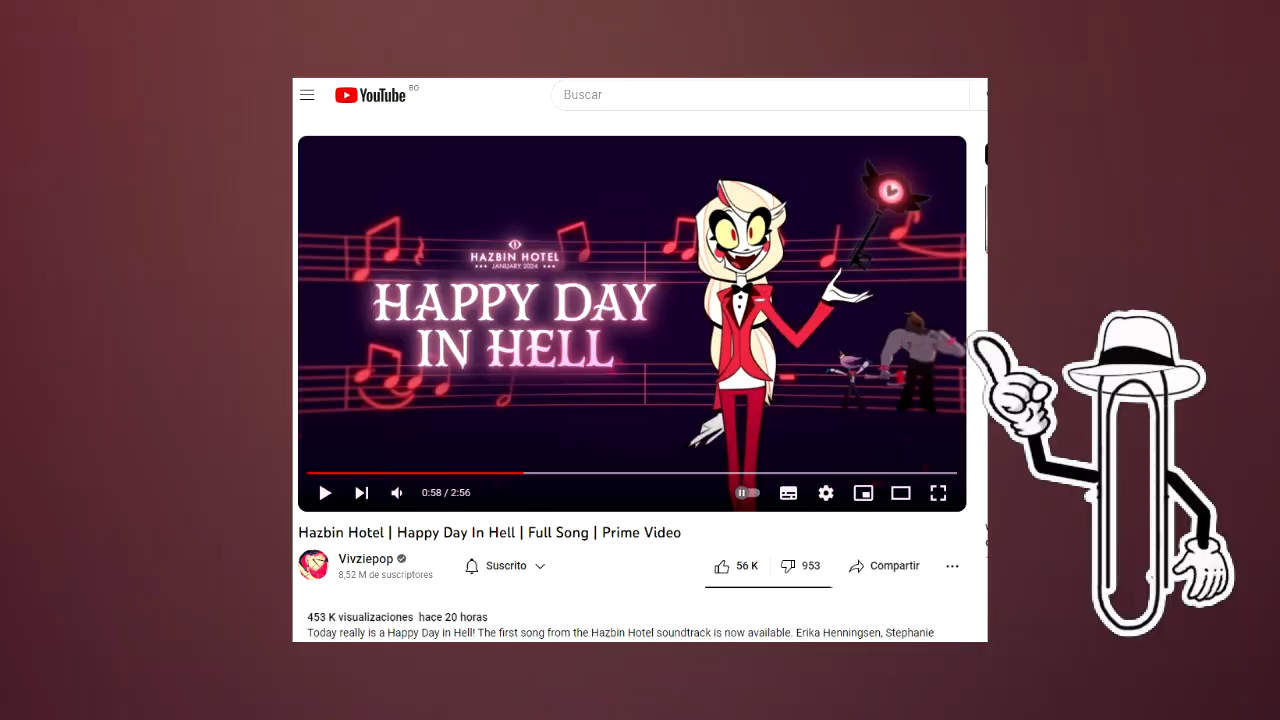 YouTube BO
Buscar
HAZBIN HOTEL
••• JANUARY 2024 •••
HAPPY DAY
IN HELL
0:58 / 2:56
Hazbin Hotel | Happy Day In Hell | Full Song | Prime Video
Vivziepop
8,52 M de suscriptores
Suscrito
56 K
953
Compartir
453 K visualizaciones hace 20 horas
Today really is a Happy Day in Hell! The first song from the Hazbin Hotel soundtrack is now available. Erika Henningsen, Stephanie